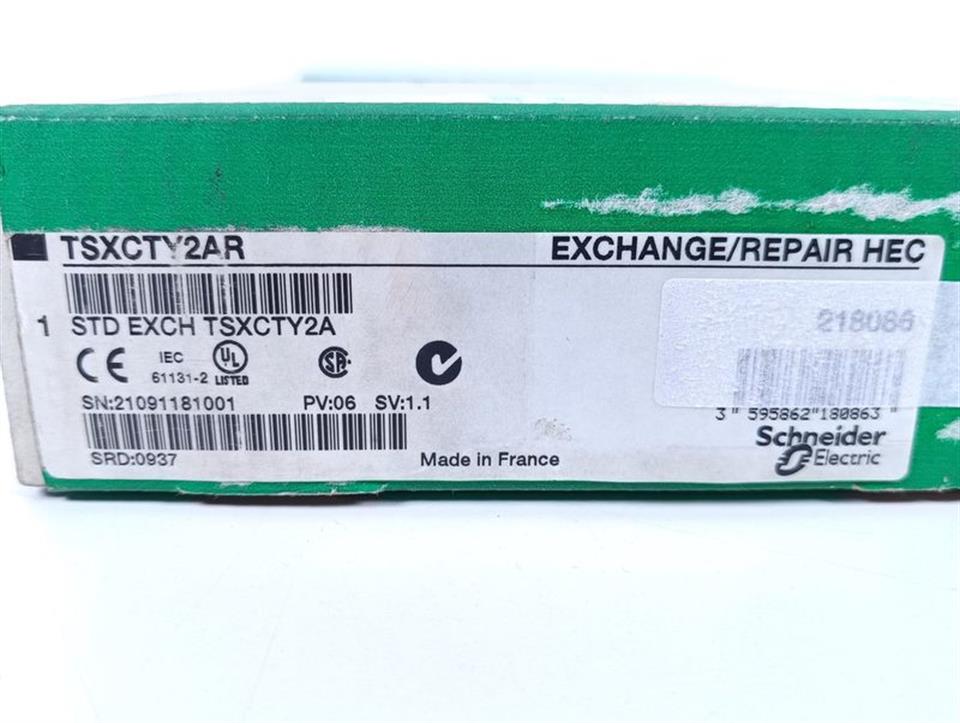 TSXCTY2AR
EXCHANGE/REPAIR HEC
1 STD EXCH TSXCTY2A
218086
CE IEC 61131-2 UL LISTED SA
SN:21091181001 PV:06 SV:1.1
3 "595862"180863"
SRD:0937
Made in France
Schneider
Electric